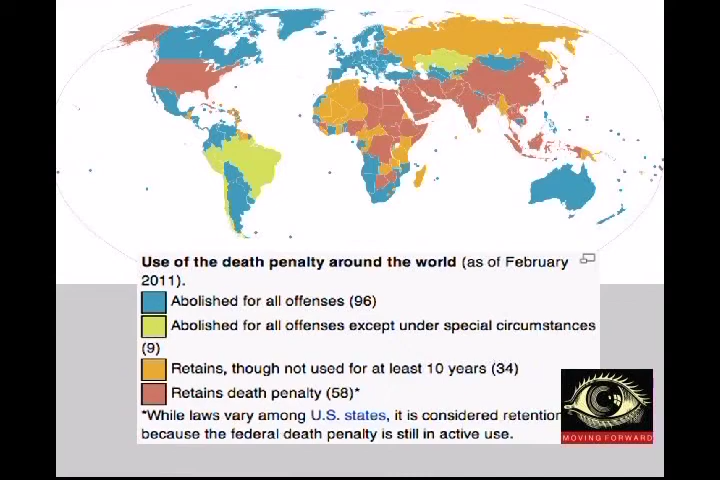 Use of the death penalty around the world (as of February
2011).
Abolished for all offenses (96)
Abolished for all offenses except under special circumstances
(9)
Retains, though not used for at least 10 years (34)
Retains death penalty (58)*
*While laws vary among U.S. states, it is considered retention
because the federal death penalty is still in active use.
MOVING FORWARD